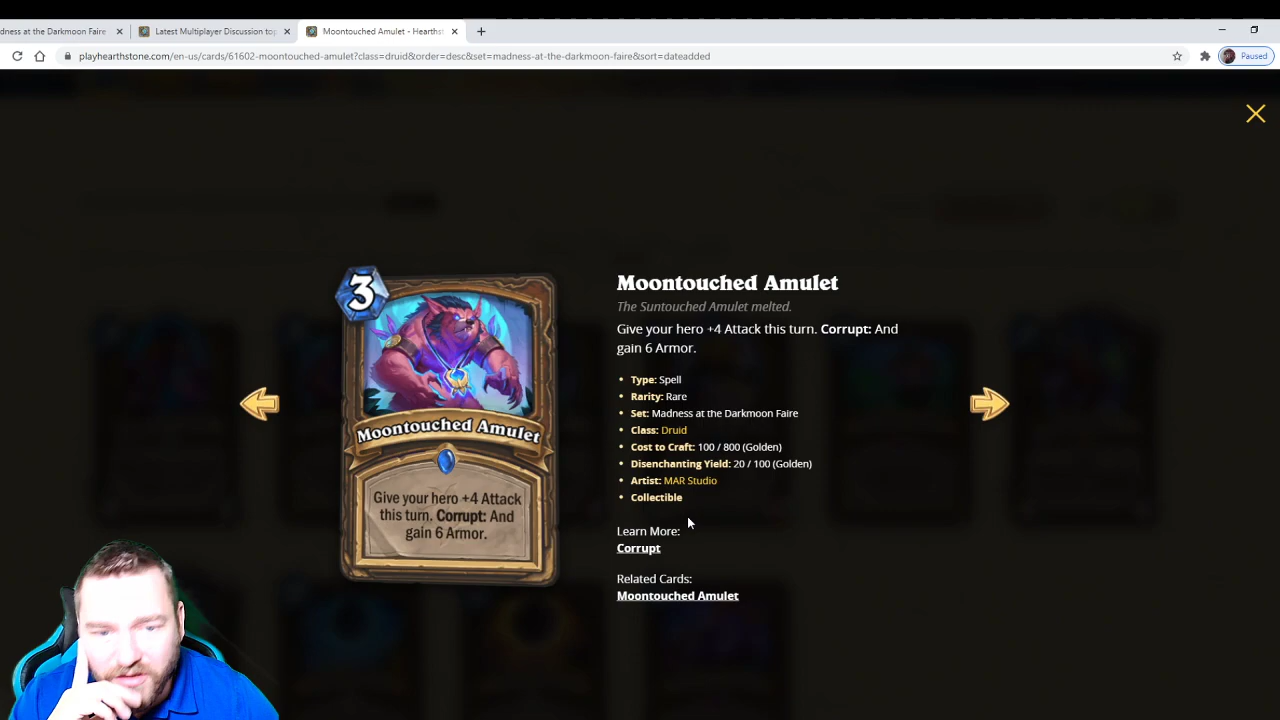 dness at the Darkmoon Faire
Latest Multiplayer Discussion top
Moontouched Amulet - Hearthst
playhearthstone.com/en-us/cards/61602-moontouched-amulet?class=druid&order=desc&set=madness-at-the-darkmoon-faire&sort=dateadded
Paused
3
Moontouched Amulet
Give your hero +4 Attack
this turn. Corrupt: And
gain 6 Armor.
Moontouched Amulet
The Suntouched Amulet melted.
Give your hero +4 Attack this turn. Corrupt: And
gain 6 Armor.
• Type: Spell
• Rarity: Rare
• Set: Madness at the Darkmoon Faire
• Class: Druid
• Cost to Craft: 100 / 800 (Golden)
• Disenchanting Yield: 20 / 100 (Golden)
• Artist: MAR Studio
• Collectible
Learn More:
Corrupt
Related Cards:
Moontouched Amulet